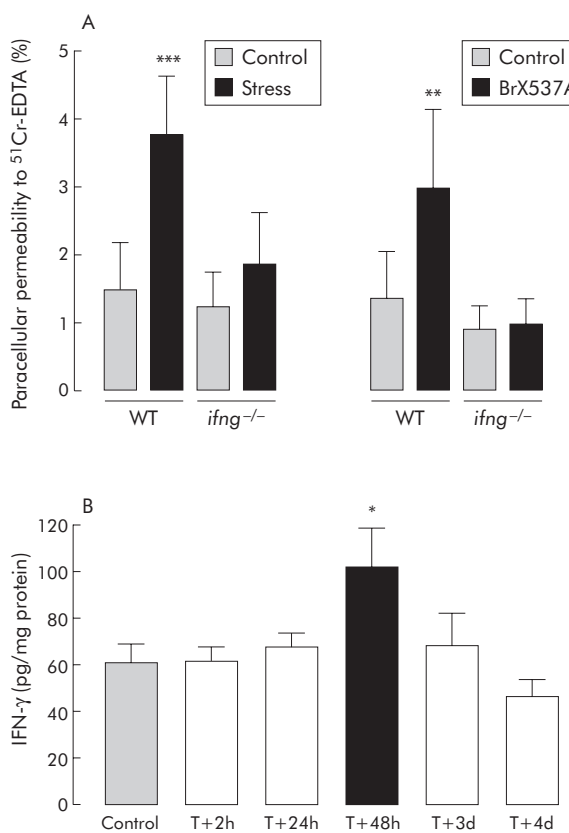 A
Paracellular permeability to ⁵¹Cr-EDTA (%)
5
4
3
2
1
0
***
Control
Stress
**
Control
BrX537A
WT
ifng⁻/⁻
WT
ifng⁻/⁻
B
IFN-γ (pg/mg protein)
120
100
80
60
40
20
0
*
Control
T+2h
T+24h
T+48h
T+3d
T+4d